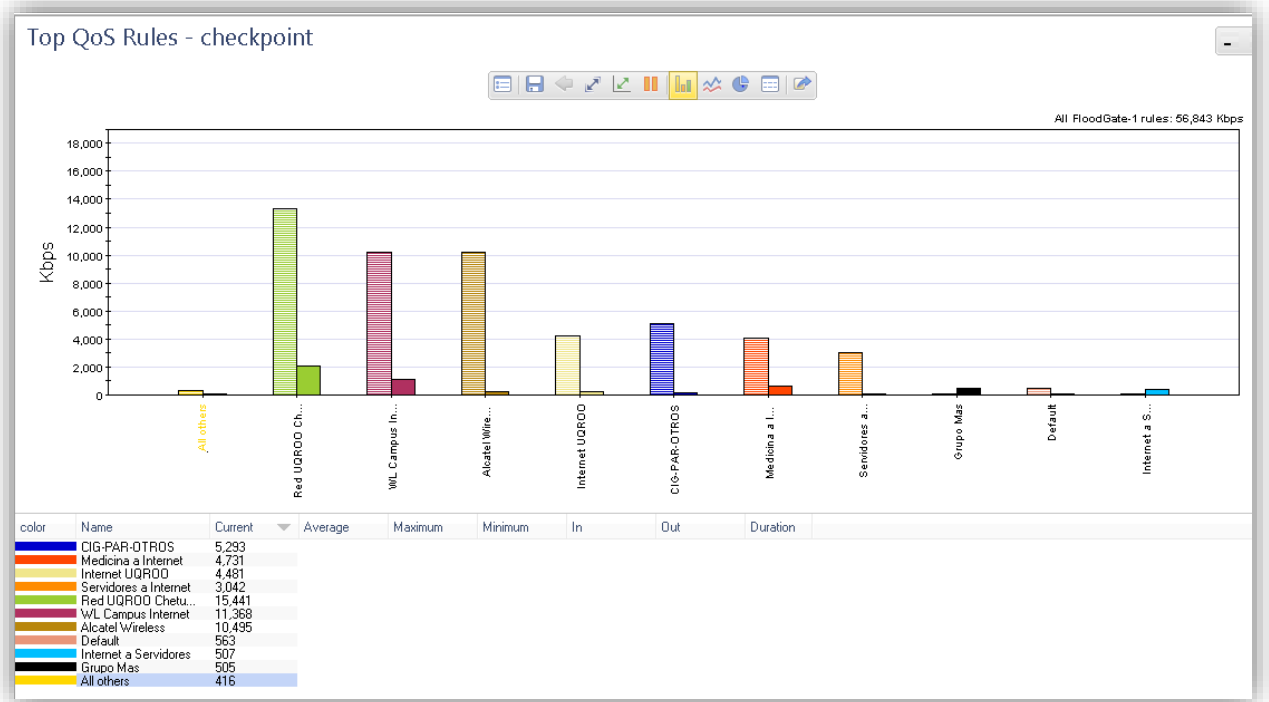 Top QoS Rules - checkpoint
All FloodGate-1 rules: 56,843 Kbps
18,000
16,000
14,000
12,000
10,000
8,000
6,000
4,000
2,000
0
Kbps
All others
Red UQROO Ch...
WL Campus In...
Alcatel Wire...
Internet UQROO
CIG-PAR-OTROS
Medicina a I...
Servidores a...
Grupo Mas
Default
Internet a S...
color Name Current Average Maximum Minimum In Out Duration
CIG-PAR-OTROS 5,293
Medicina a Internet 4,731
Internet UQROO 4,481
Servidores a Internet 3,042
Red UQROO Chetu... 15,441
WL Campus Internet 11,368
Alcatel Wireless 10,495
Default 563
Internet a Servidores 507
Grupo Mas 505
All others 416